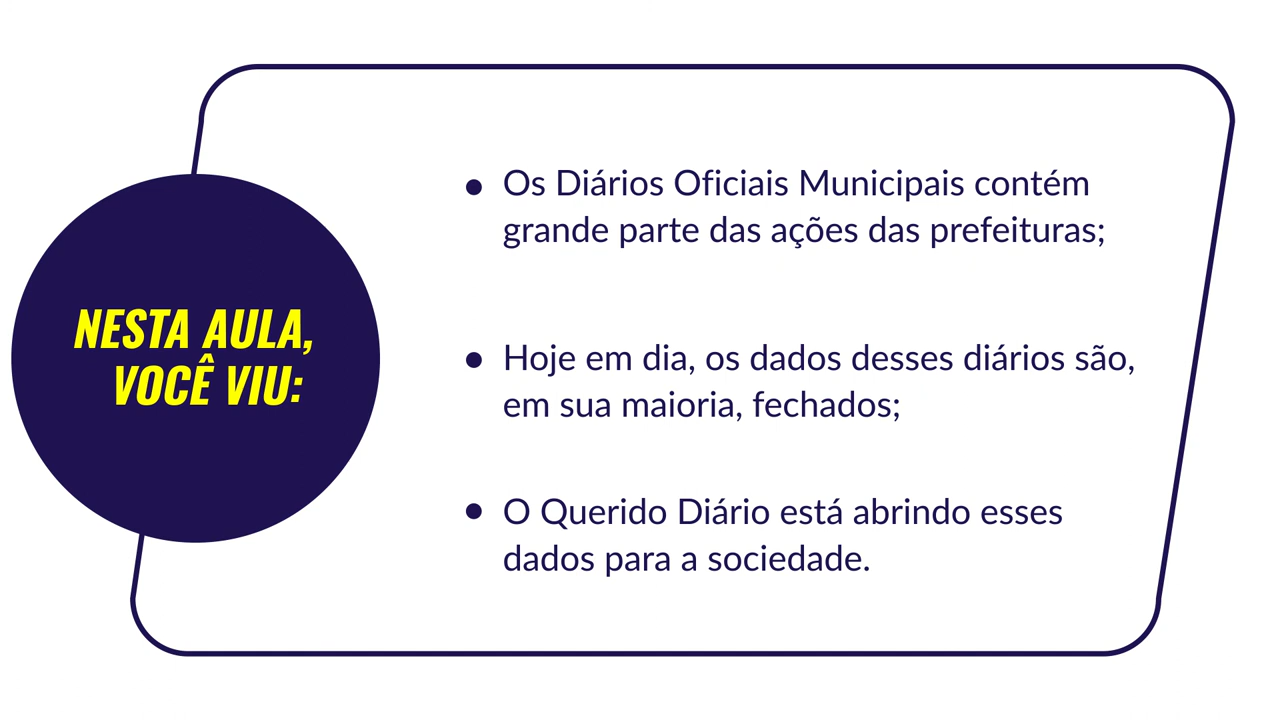 NESTA AULA,
VOCÊ VIU:
● Os Diários Oficiais Municipais contém
grande parte das ações das prefeituras;
● Hoje em dia, os dados desses diários são,
em sua maioria, fechados;
● O Querido Diário está abrindo esses
dados para a sociedade.